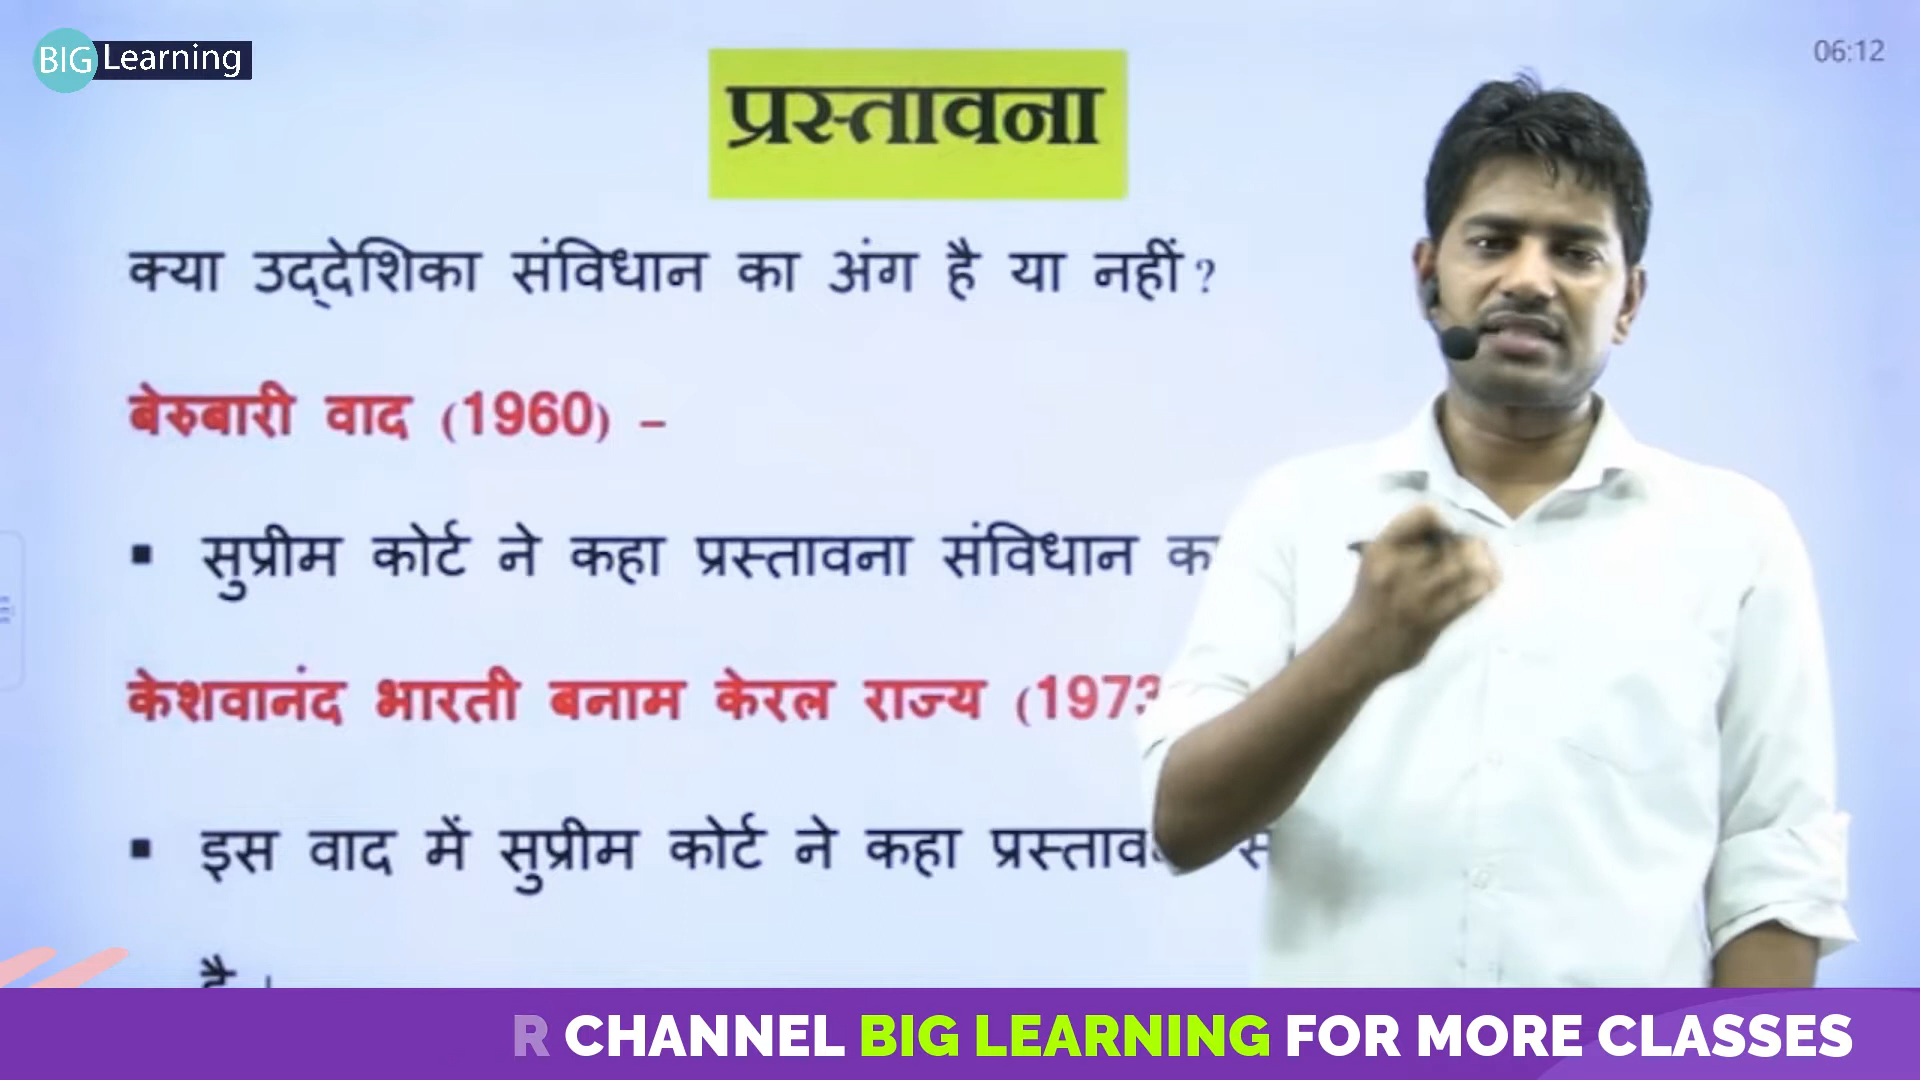 BIG Learning
06:12
प्रस्तावना
क्या उद्देशिका संविधान का अंग है या नहीं ?
बेरुबारी वाद (1960) –
▪ सुप्रीम कोर्ट ने कहा प्रस्तावना संविधान
केशवानंद भारती बनाम केरल राज्य (1973
▪ इस वाद में सुप्रीम कोर्ट ने कहा
है ।
R CHANNEL BIG LEARNING FOR MORE CLASSES